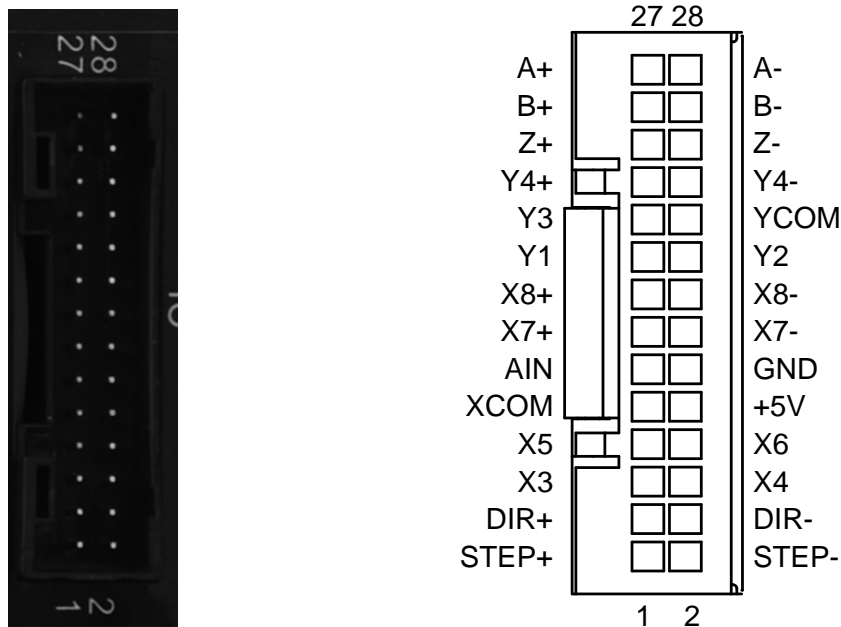 28
27
2
1
IO
27 28
A+ A-
B+ B-
Z+ Z-
Y4+ Y4-
Y3 YCOM
Y1 Y2
X8+ X8-
X7+ X7-
AIN GND
XCOM +5V
X5 X6
X3 X4
DIR+ DIR-
STEP+ STEP-
1 2